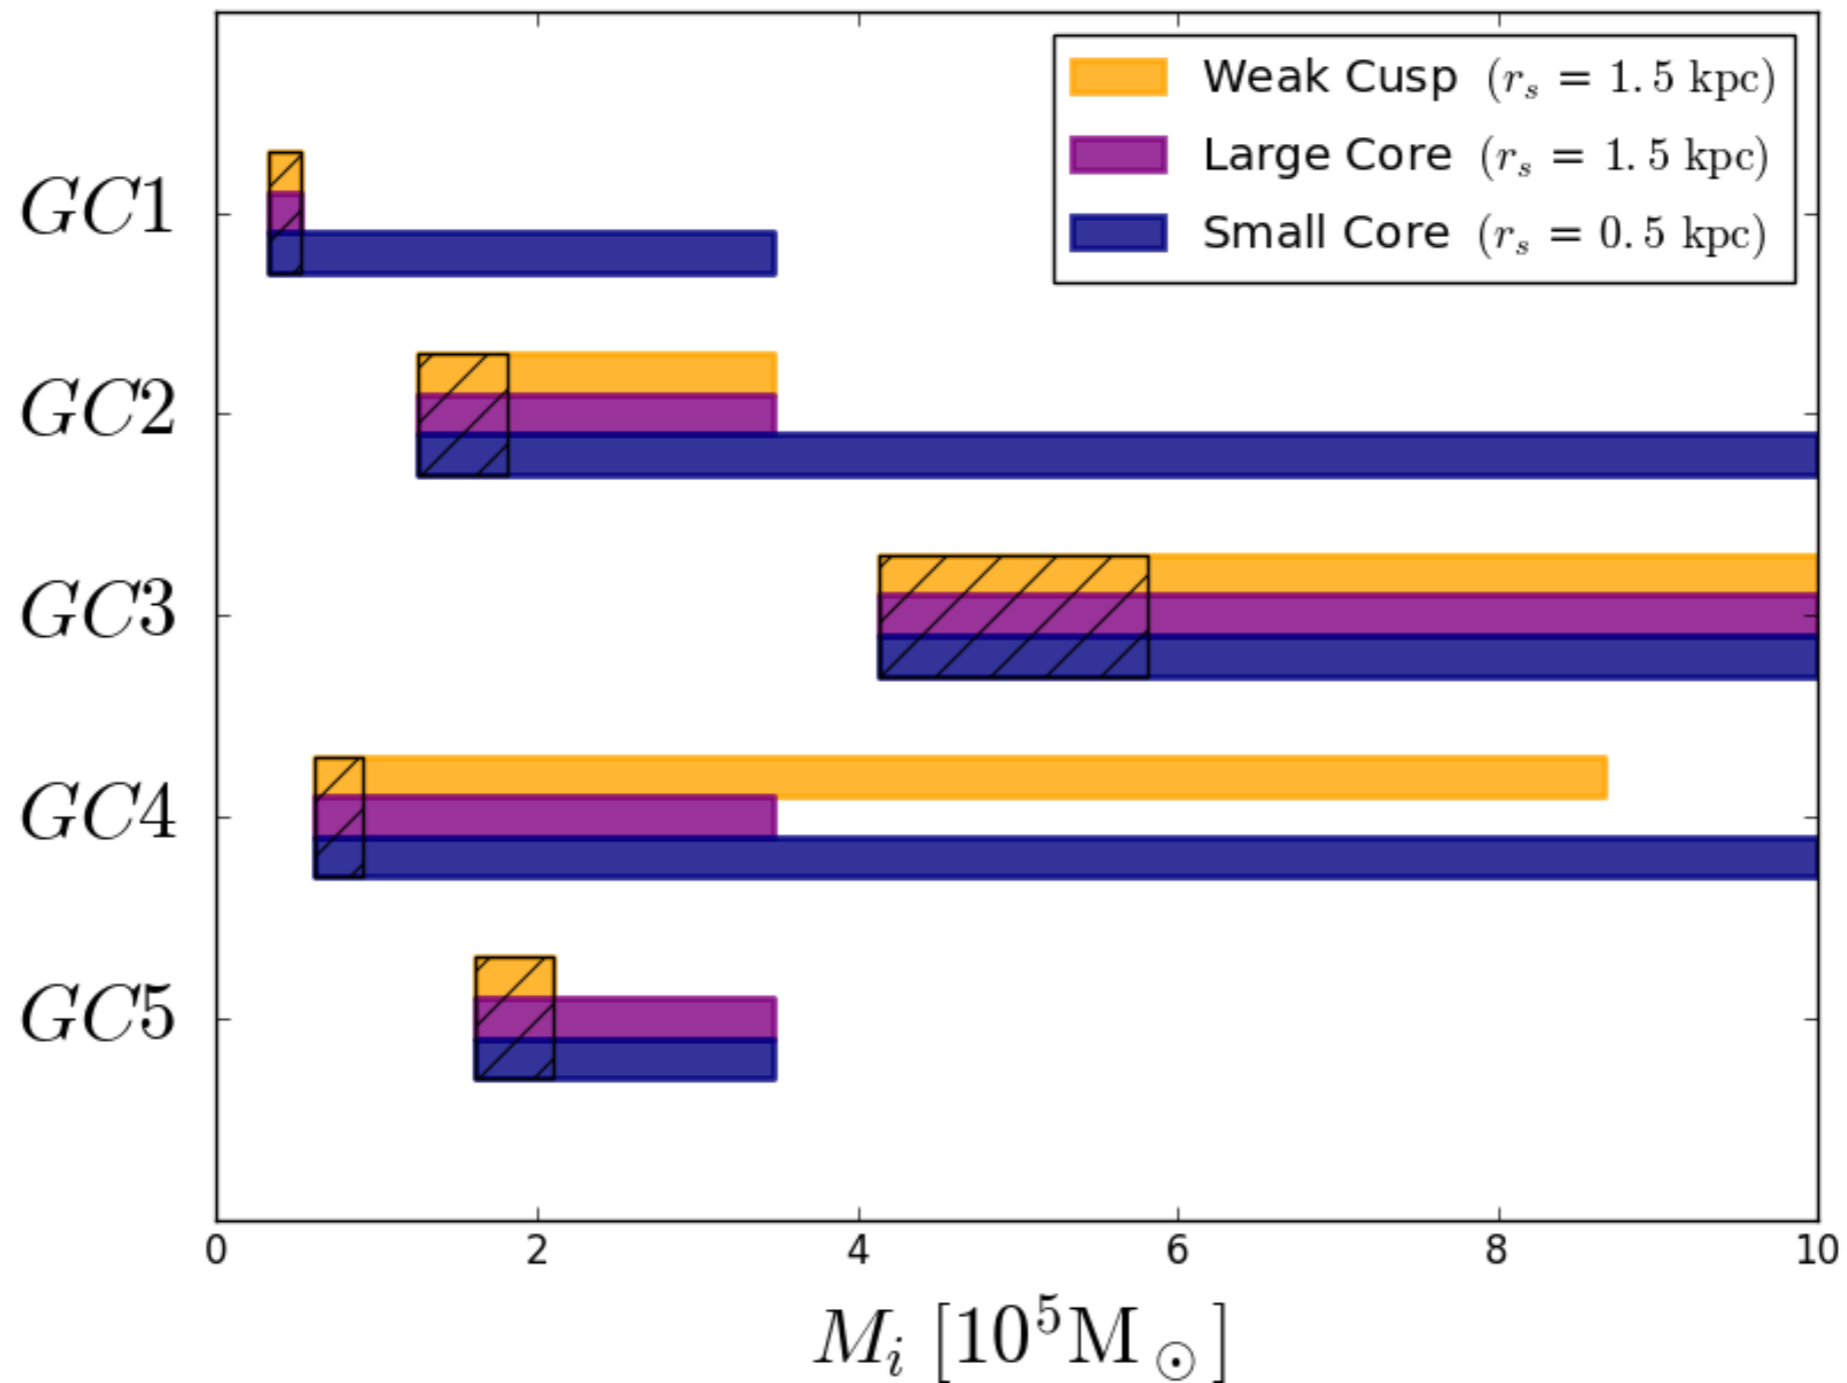 Weak Cusp (r_s = 1.5 kpc)
Large Core (r_s = 1.5 kpc)
Small Core (r_s = 0.5 kpc)
GC1
GC2
GC3
GC4
GC5
0 2 4 6 8 10
M_i [10^5 M_⊙]